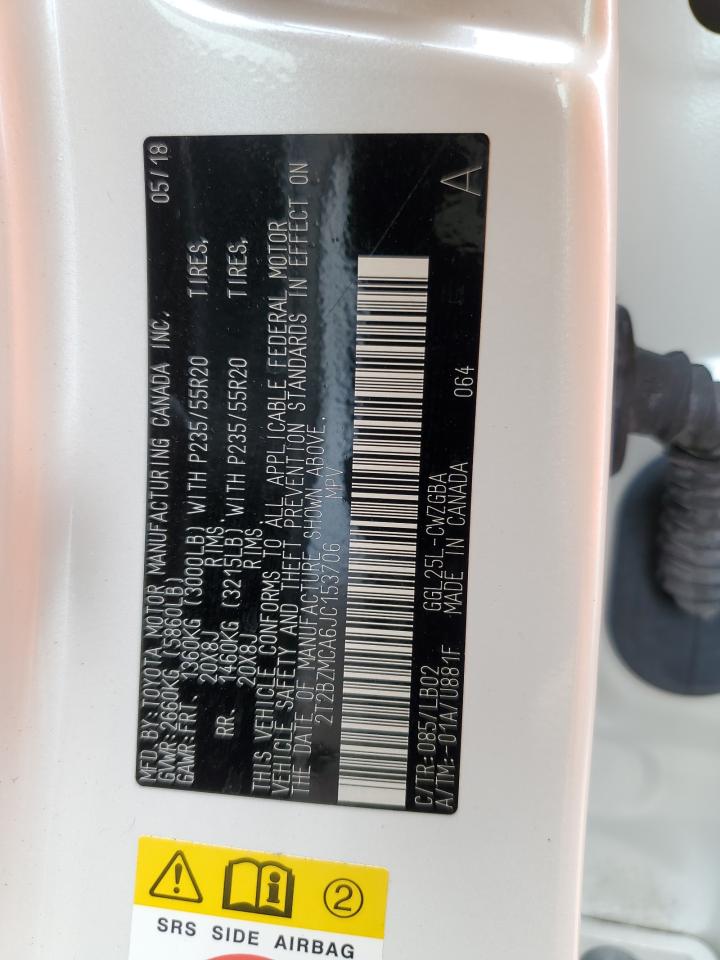 MFD. BY: TOYOTA MOTOR MANUFACTURING CANADA INC. 05/18
GVWR: 2660KG (5860LB)
GAWR: FRT. 1360KG (3000LB) WITH P235/55R20 TIRES,
20X8J RIMS.
RR. 1460KG (3215LB) WITH P235/55R20 TIRES,
20X8J RIMS.
THIS VEHICLE CONFORMS TO ALL APPLICABLE FEDERAL MOTOR
VEHICLE SAFETY AND THEFT PREVENTION STANDARDS IN EFFECT ON
THE DATE OF MANUFACTURE SHOWN ABOVE.
2T2BZMCA6JC153706 MPV
C/TR: 085/LB02 GGL25L-CWZGBA 064 A
A/TM: -01A/U881F MADE IN CANADA
2
SRS SIDE AIRBAG